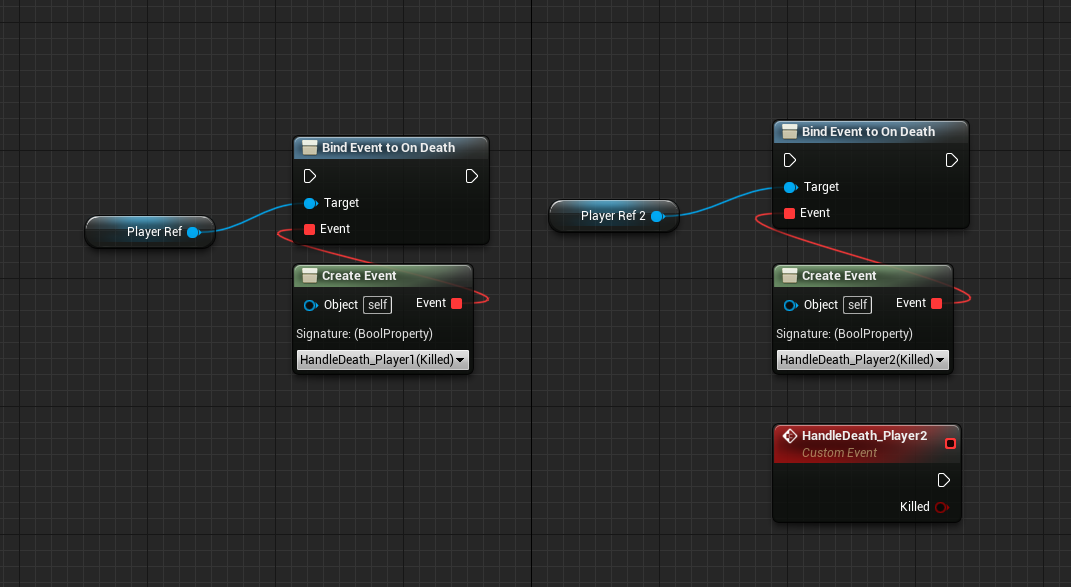 Bind Event to On Death
Target
Event
Player Ref
Create Event
Object self Event
Signature: (BoolProperty)
HandleDeath_Player1(Killed)
Bind Event to On Death
Target
Event
Player Ref 2
Create Event
Object self Event
Signature: (BoolProperty)
HandleDeath_Player2(Killed)
HandleDeath_Player2
Custom Event
Killed